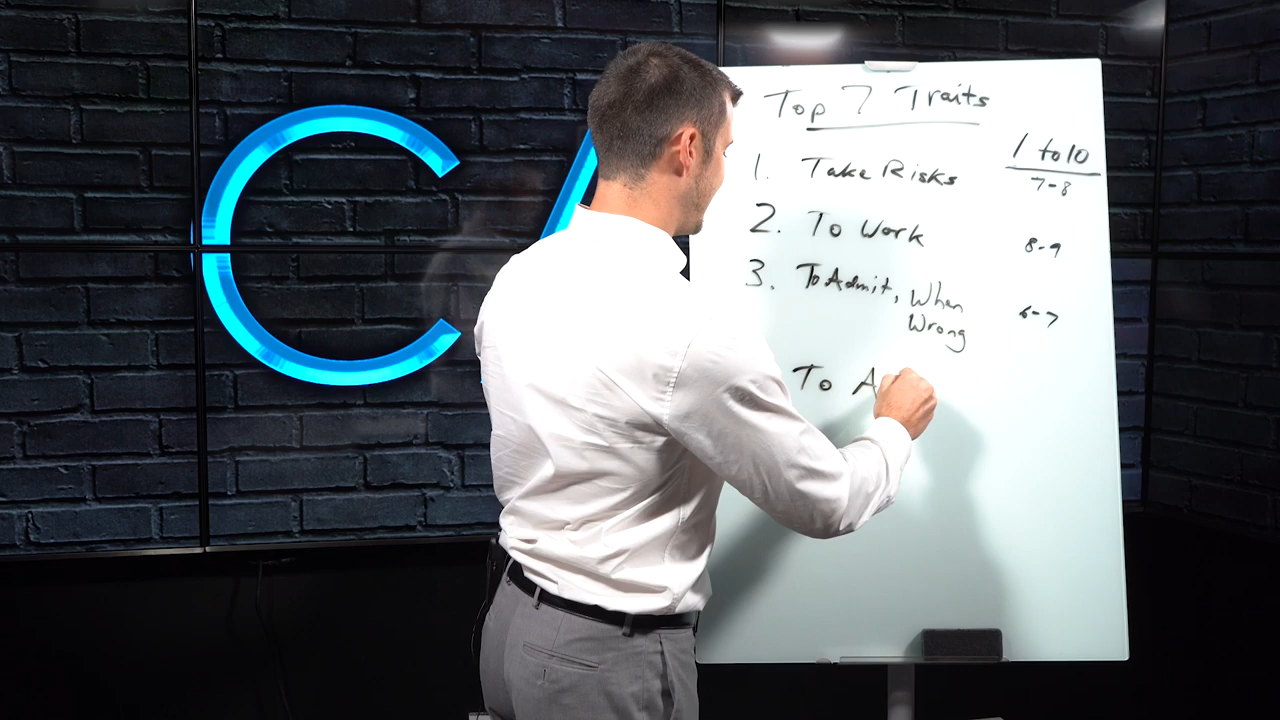 CA
Top 7 Traits
1 to 10
1. Take Risks 7-8
2. To Work 8-9
3. To Admit, When
Wrong 6-7
To A